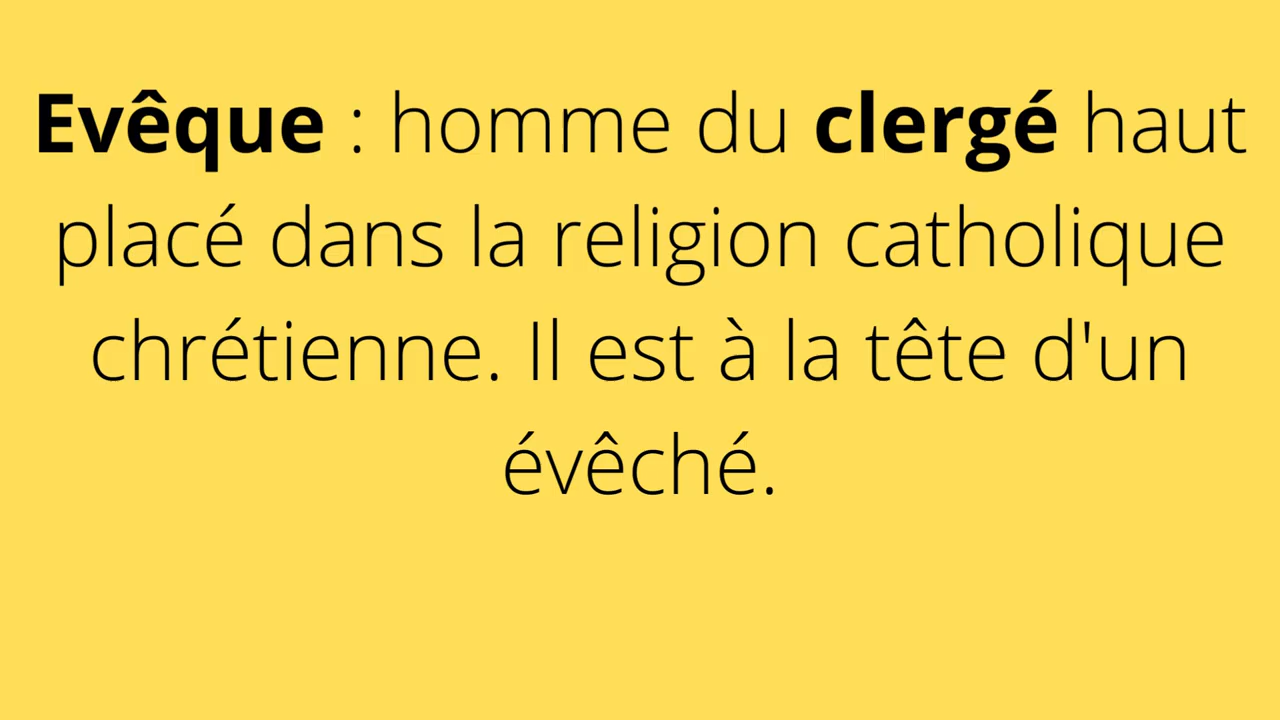 Evêque : homme du clergé haut
placé dans la religion catholique
chrétienne. Il est à la tête d'un
évêché.